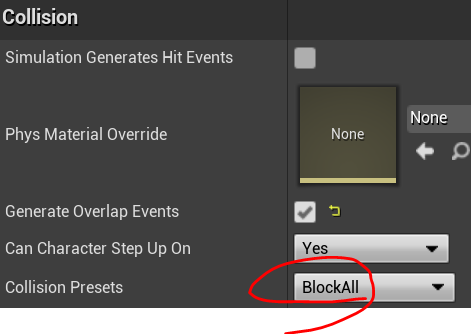 Collision
Simulation Generates Hit Events
Phys Material Override
None
None
Generate Overlap Events
Can Character Step Up On
Yes
Collision Presets
BlockAll